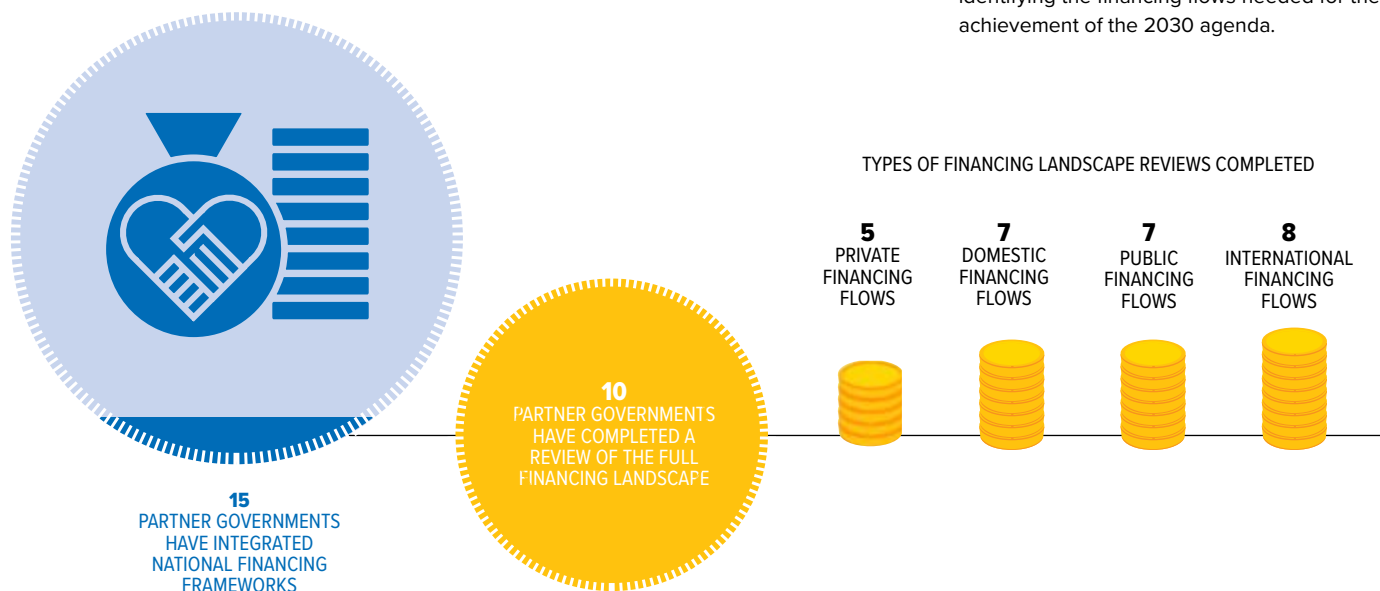 identifying the financing flows needed for the
achievement of the 2030 agenda.
TYPES OF FINANCING LANDSCAPE REVIEWS COMPLETED
5
PRIVATE
FINANCING
FLOWS
7
DOMESTIC
FINANCING
FLOWS
7
PUBLIC
FINANCING
FLOWS
8
INTERNATIONAL
FINANCING
FLOWS
10
PARTNER GOVERNMENTS
HAVE COMPLETED A
REVIEW OF THE FULL
FINANCING LANDSCAPE
15
PARTNER GOVERNMENTS
HAVE INTEGRATED
NATIONAL FINANCING
FRAMEWORKS